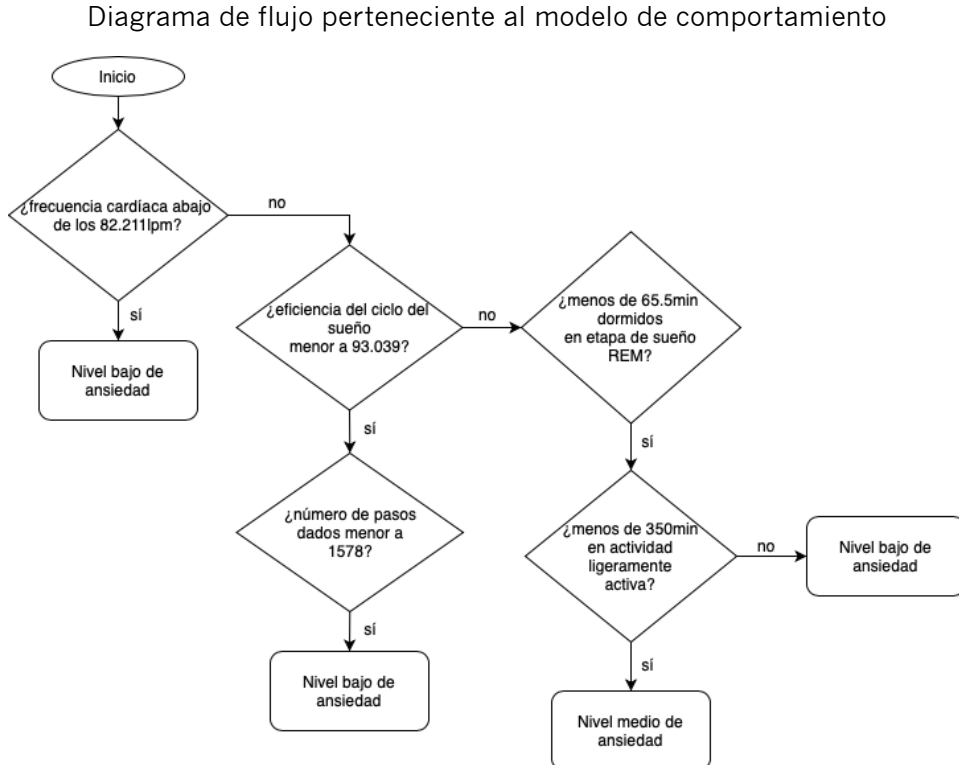 Diagrama de flujo perteneciente al modelo de comportamiento
Inicio
¿frecuencia cardíaca abajo
de los 82.211lpm?
no
sí
Nivel bajo de
ansiedad
¿eficiencia del ciclo del
sueño
menor a 93.039?
no
sí
¿menos de 65.5min
dormidos
en etapa de sueño
REM?
sí
¿número de pasos
dados menor a
1578?
sí
Nivel bajo de
ansiedad
¿menos de 350min
en actividad
ligeramente
activa?
no
Nivel bajo de
ansiedad
sí
Nivel medio de
ansiedad